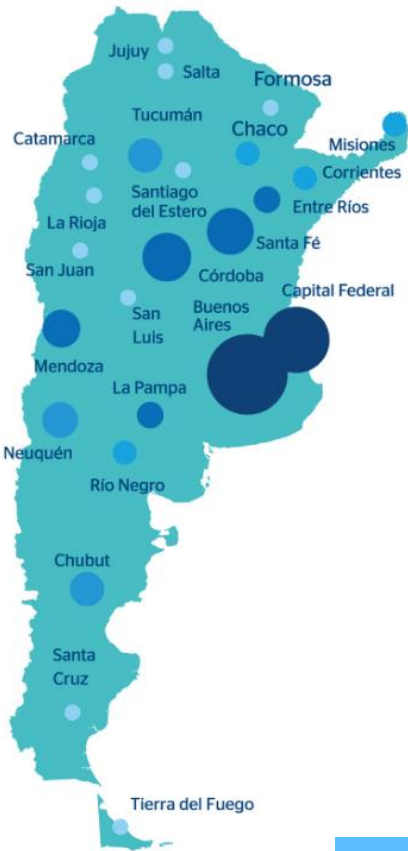 Jujuy
Salta
Formosa
Tucumán
Chaco
Catamarca
Misiones
Corrientes
Santiago
del Estero
Entre Ríos
La Rioja
Santa Fé
San Juan
Córdoba
Capital Federal
Buenos
Aires
San
Luis
Mendoza
La Pampa
Neuquén
Río Negro
Chubut
Santa
Cruz
Tierra del Fuego